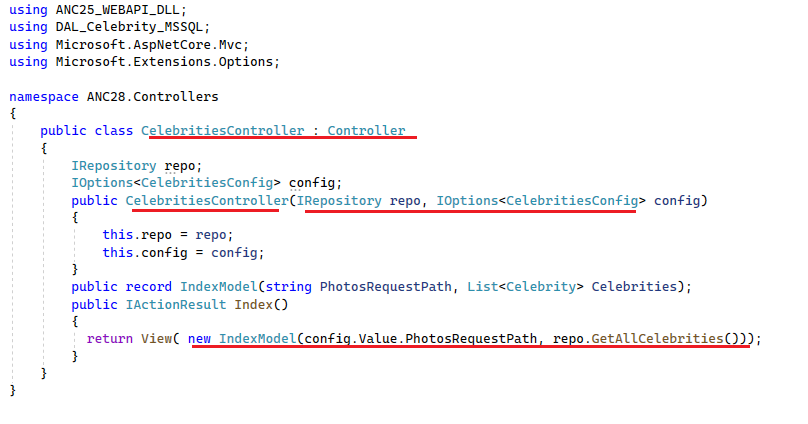 using ANC25_WEBAPI_DLL;
using DAL_Celebrity_MSSQL;
using Microsoft.AspNetCore.Mvc;
using Microsoft.Extensions.Options;

namespace ANC28.Controllers
{
    public class CelebritiesController : Controller
    {
        IRepository repo;
        IOptions<CelebritiesConfig> config;
        public CelebritiesController(IRepository repo, IOptions<CelebritiesConfig> config)
        {
            this.repo = repo;
            this.config = config;
        }
        public record IndexModel(string PhotosRequestPath, List<Celebrity> Celebrities);
        public IActionResult Index()
        {
          return View( new IndexModel(config.Value.PhotosRequestPath, repo.GetAllCelebrities()));
        }
    }
}